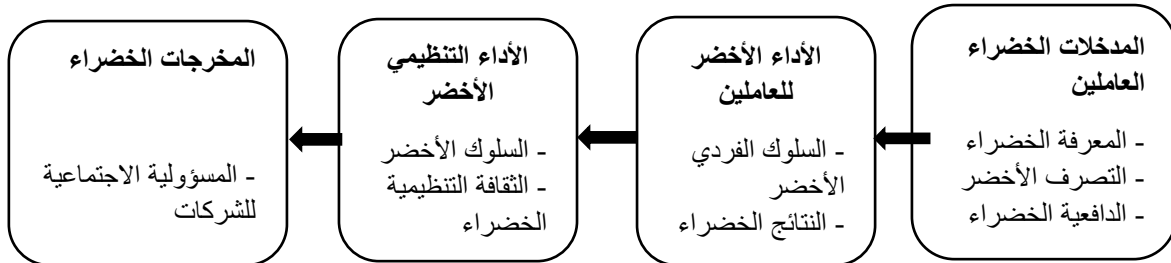 المدخلات الخضراء
العاملين
- المعرفة الخضراء
- التصرف الأخضر
- الدافعية الخضراء
الأداء الأخضر
للعاملين
- السلوك الفردي
الأخضر
- النتائج الخضراء
الأداء التنظيمي
الأخضر
- السلوك الأخضر
- الثقافة التنظيمية
الخضراء
المخرجات الخضراء
- المسؤولية الاجتماعية
للشركات